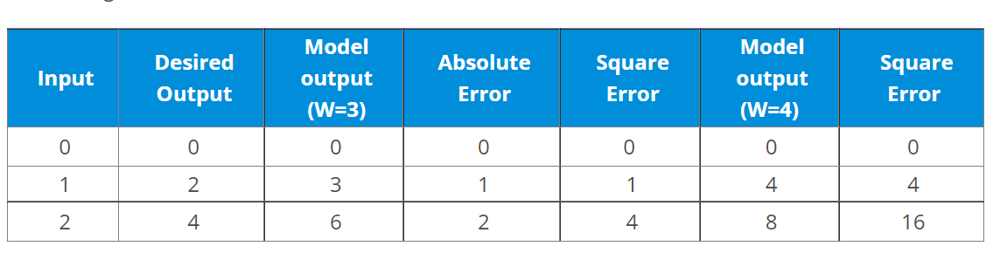 Input Desired Output Model output (W=3) Absolute Error Square Error Model output (W=4) Square Error
0 0 0 0 0 0 0
1 2 3 1 1 4 4
2 4 6 2 4 8 16